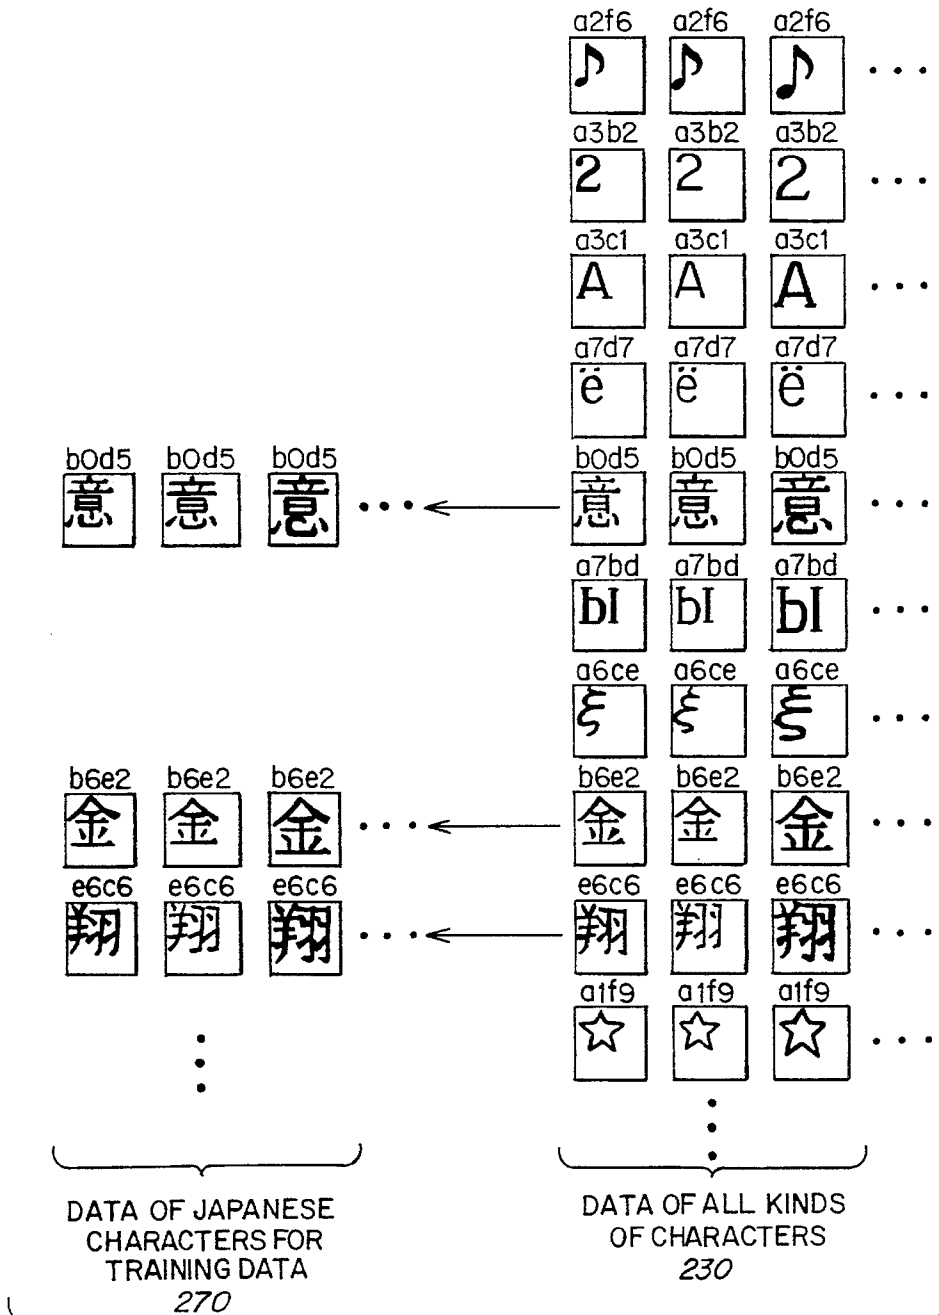 a2f6 a2f6 a2f6
♪ ♪ ♪ ・・・
a3b2 a3b2 a3b2
2 2 2 ・・・
a3c1 a3c1 a3c1
A A A ・・・
a7d7 a7d7 a7d7
ё ё ё ・・・
b0d5 b0d5 b0d5 b0d5 b0d5 b0d5
意 意 意 ・・・ 意 意 意 ・・・
a7bd a7bd a7bd
ы ы ы ・・・
a6ce a6ce a6ce
ξ ξ ξ ・・・
b6e2 b6e2 b6e2 b6e2 b6e2 b6e2
金 金 金 ・・・ 金 金 金 ・・・
e6c6 e6c6 e6c6 e6c6 e6c6 e6c6
翔 翔 翔 ・・・ 翔 翔 翔 ・・・
a1f9 a1f9 a1f9
☆ ☆ ☆ ・・・
DATA OF JAPANESE
CHARACTERS FOR
TRAINING DATA
270
DATA OF ALL KINDS
OF CHARACTERS
230